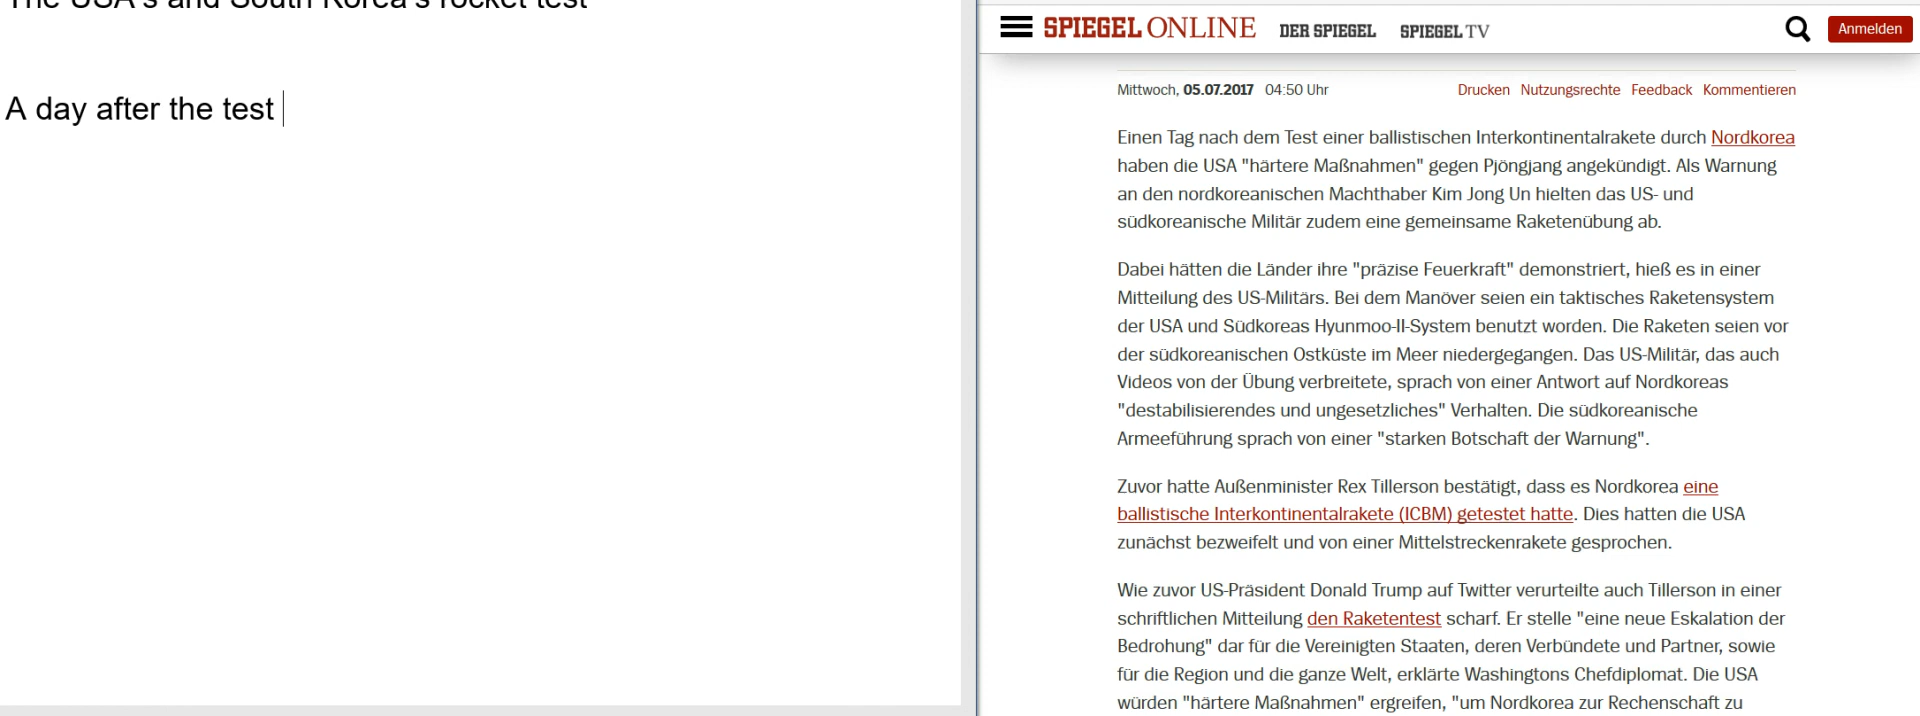 The USA's and South Korea's rocket test
A day after the test
SPIEGEL ONLINE DER SPIEGEL SPIEGEL TV Anmelden
Mittwoch, 05.07.2017 04:50 Uhr Drucken Nutzungsrechte Feedback Kommentieren
Einen Tag nach dem Test einer ballistischen Interkontinentalrakete durch Nordkorea
haben die USA "härtere Maßnahmen" gegen Pjöngjang angekündigt. Als Warnung
an den nordkoreanischen Machthaber Kim Jong Un hielten das US- und
südkoreanische Militär zudem eine gemeinsame Raketenübung ab.
Dabei hätten die Länder ihre "präzise Feuerkraft" demonstriert, hieß es in einer
Mitteilung des US-Militärs. Bei dem Manöver seien ein taktisches Raketensystem
der USA und Südkoreas Hyunmoo-II-System benutzt worden. Die Raketen seien vor
der südkoreanischen Ostküste im Meer niedergegangen. Das US-Militär, das auch
Videos von der Übung verbreitete, sprach von einer Antwort auf Nordkoreas
"destabilisierendes und ungesetzliches" Verhalten. Die südkoreanische
Armeeführung sprach von einer "starken Botschaft der Warnung".
Zuvor hatte Außenminister Rex Tillerson bestätigt, dass es Nordkorea eine
ballistische Interkontinentalrakete (ICBM) getestet hatte. Dies hatten die USA
zunächst bezweifelt und von einer Mittelstreckenrakete gesprochen.
Wie zuvor US-Präsident Donald Trump auf Twitter verurteilte auch Tillerson in einer
schriftlichen Mitteilung den Raketentest scharf. Er stelle "eine neue Eskalation der
Bedrohung" dar für die Vereinigten Staaten, deren Verbündete und Partner, sowie
für die Region und die ganze Welt, erklärte Washingtons Chefdiplomat. Die USA
würden "härtere Maßnahmen" ergreifen, "um Nordkorea zur Rechenschaft zu